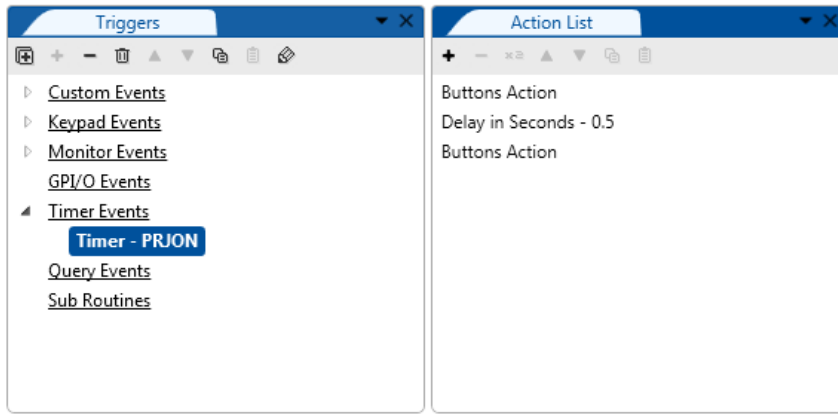 Triggers
Custom Events
Keypad Events
Monitor Events
GPI/O Events
Timer Events
Timer - PRJON
Query Events
Sub Routines
Action List
Buttons Action
Delay in Seconds - 0.5
Buttons Action